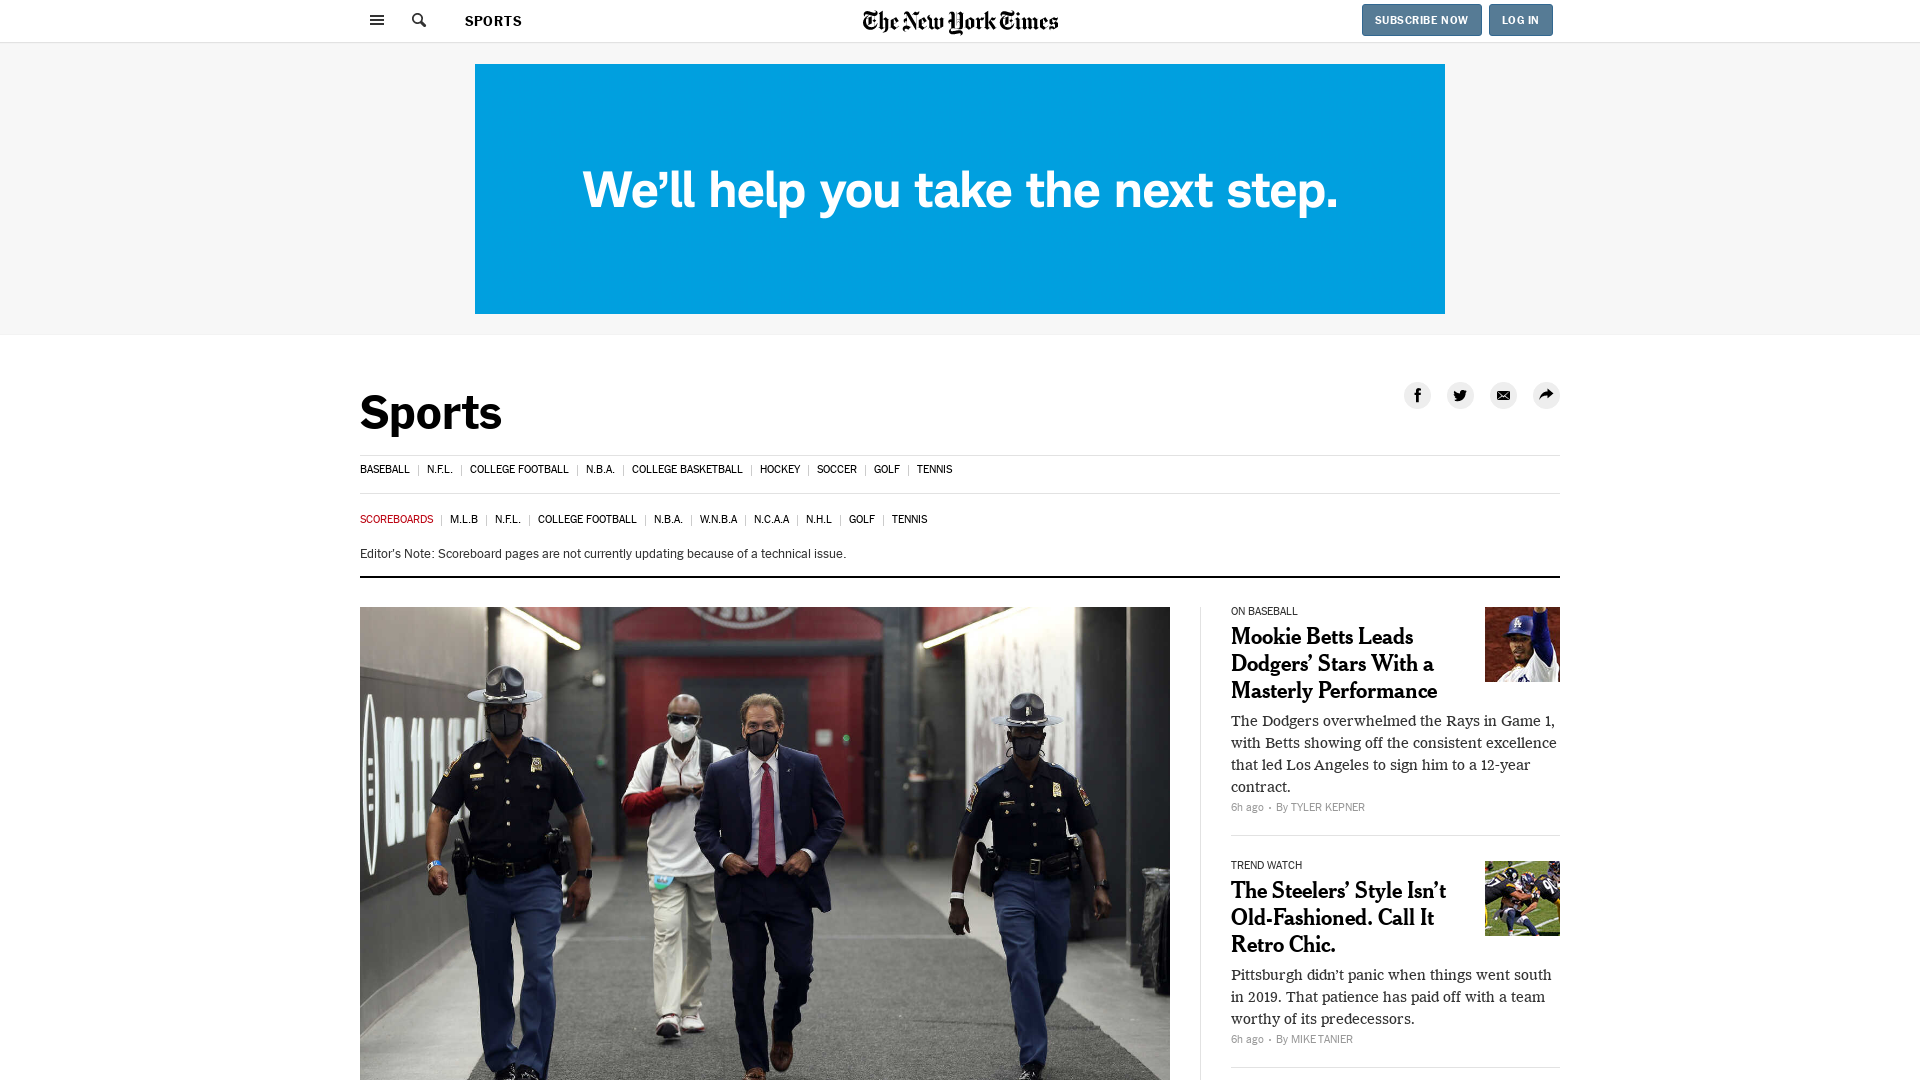 SPORTS
The New York Times
SUBSCRIBE NOW
LOG IN
We’ll help you take the next step.
Sports
BASEBALL
N.F.L.
COLLEGE FOOTBALL
N.B.A.
COLLEGE BASKETBALL
HOCKEY
SOCCER
GOLF
TENNIS
SCOREBOARDS
M.L.B
N.F.L.
COLLEGE FOOTBALL
N.B.A.
W.N.B.A
N.C.A.A
N.H.L
GOLF
TENNIS
Editor's Note: Scoreboard pages are not currently updating because of a technical issue.
ON BASEBALL
Mookie Betts Leads
Dodgers’ Stars With a
Masterly Performance
The Dodgers overwhelmed the Rays in Game 1,
with Betts showing off the consistent excellence
that led Los Angeles to sign him to a 12-year
contract.
6h ago • By TYLER KEPNER
TREND WATCH
The Steelers’ Style Isn’t
Old-Fashioned. Call It
Retro Chic.
Pittsburgh didn’t panic when things went south
in 2019. That patience has paid off with a team
worthy of its predecessors.
6h ago • By MIKE TANIER